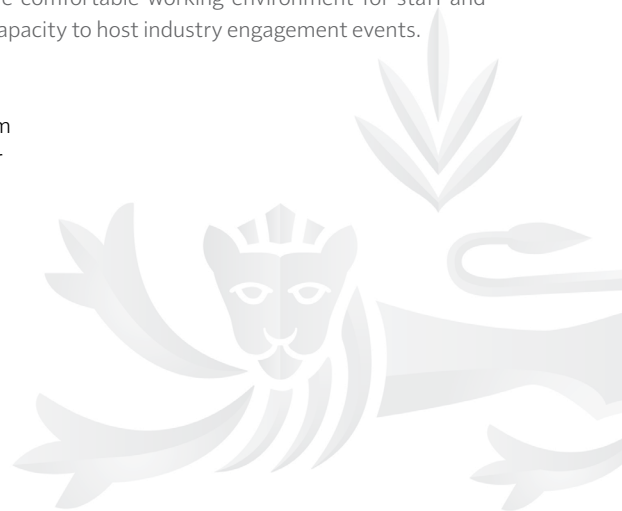 comfortable working environment for staff and
apacity to host industry engagement events.
m